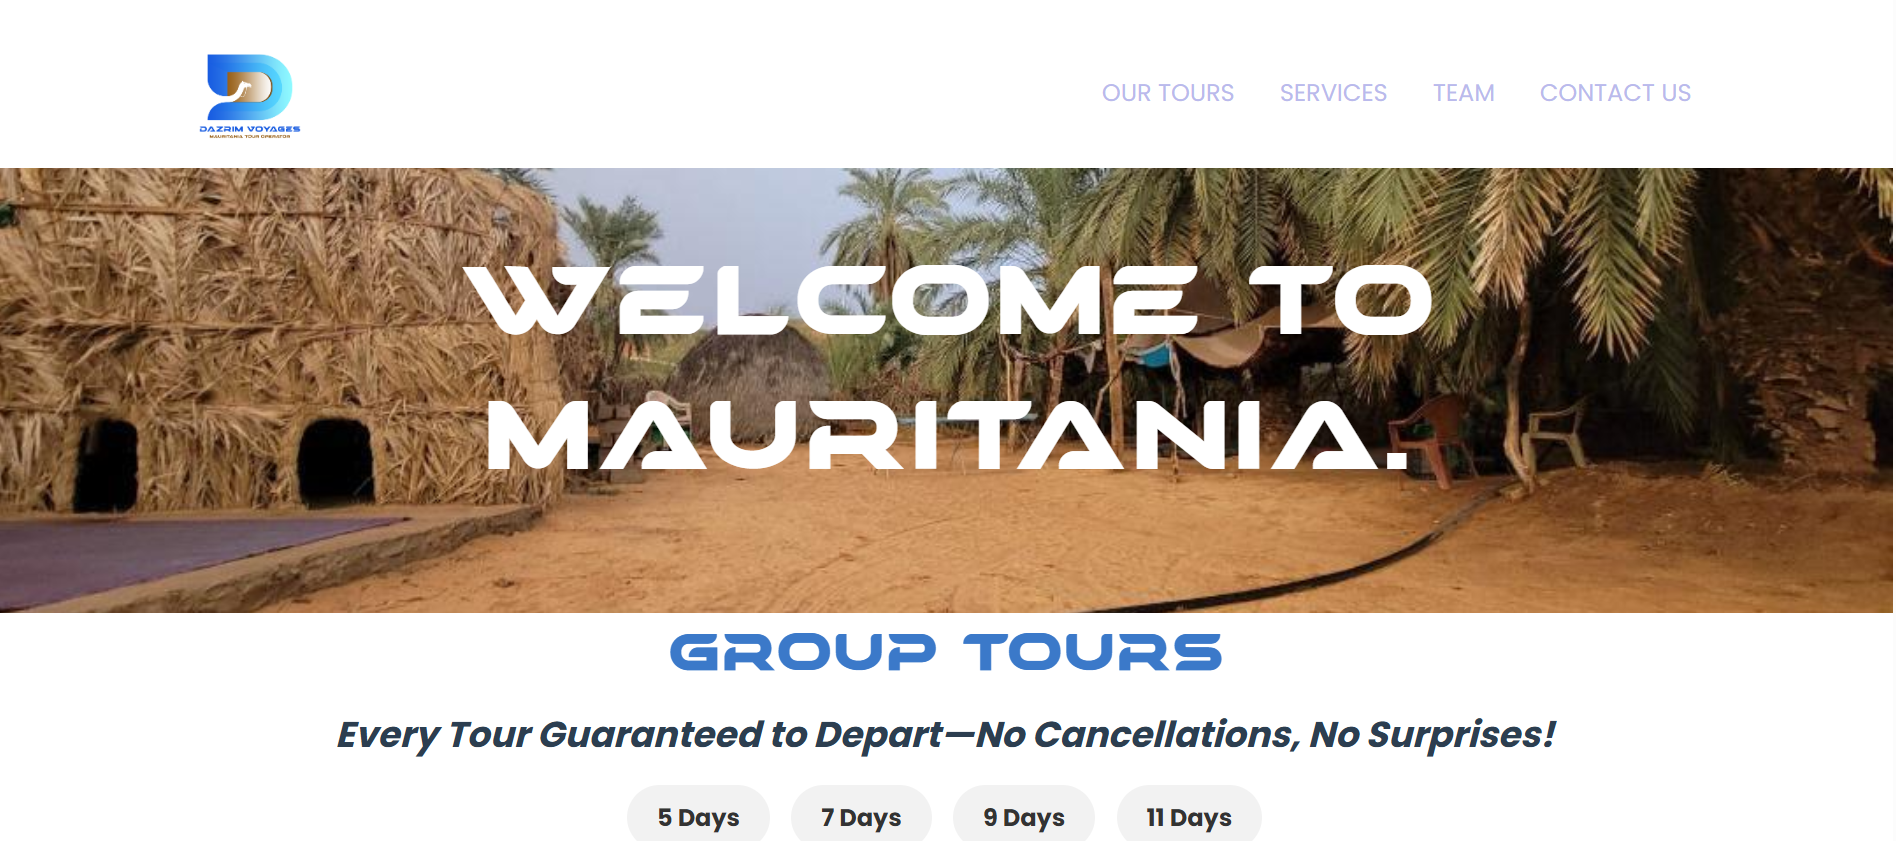 DAZRIM VOYAGES
MAURITANIA TOUR OPERATOR
OUR TOURS
SERVICES
TEAM
CONTACT US
WELCOME TO
MAURITANIA.
GROUP TOURS
Every Tour Guaranteed to Depart—No Cancellations, No Surprises!
5 Days
7 Days
9 Days
11 Days